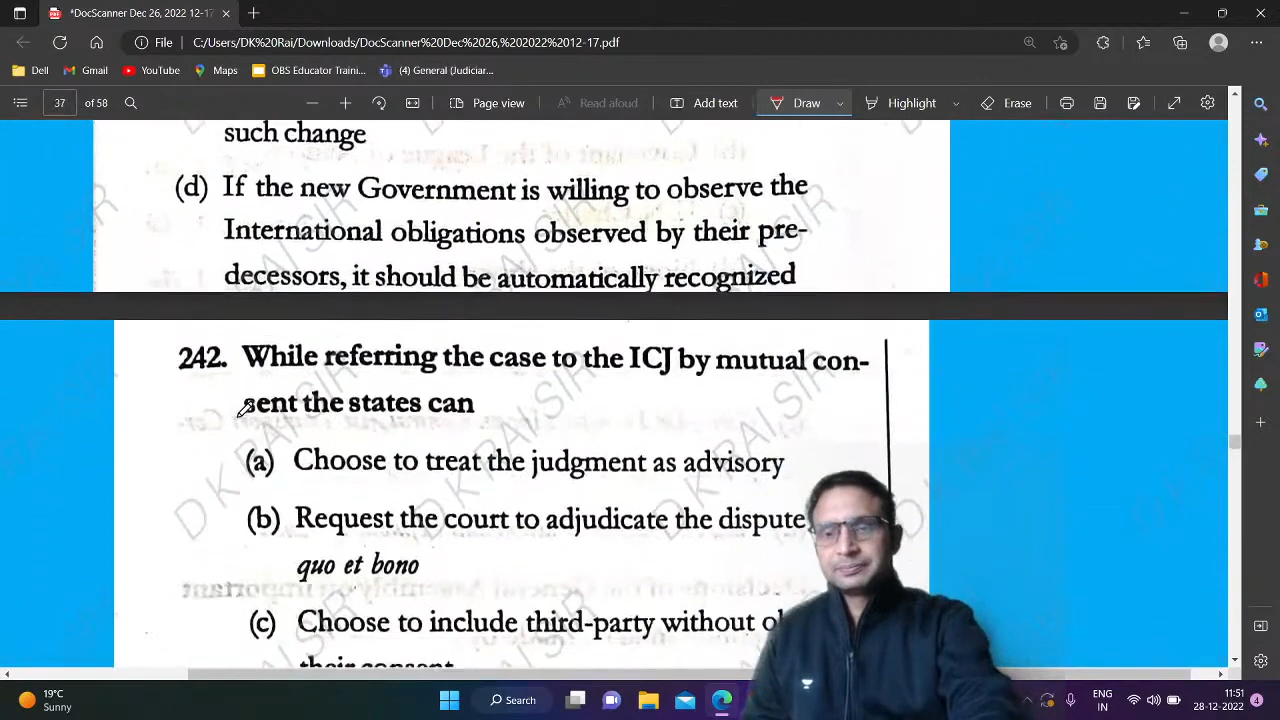 *DocScanner Dec 26, 2022 12-17
File C:/Users/DK%20Rai/Downloads/DocScanner%20Dec%2026,%202022%2012-17.pdf
Dell Gmail YouTube Maps OBS Educator Traini... (4) General (Judiciar...
37 of 58 Page view Read aloud Add text Draw Highlight Erase
such change
(d) If the new Government is willing to observe the
International obligations observed by their pre-
decessors, it should be automatically recognized
242. While referring the case to the ICJ by mutual con-
sent the states can
(a) Choose to treat the judgment as advisory
(b) Request the court to adjudicate the dispute
quo et bono
(c) Choose to include third-party without
their consent
D K RAI SIR
19°C
Sunny
Search
ENG
IN
11:51
28-12-2022